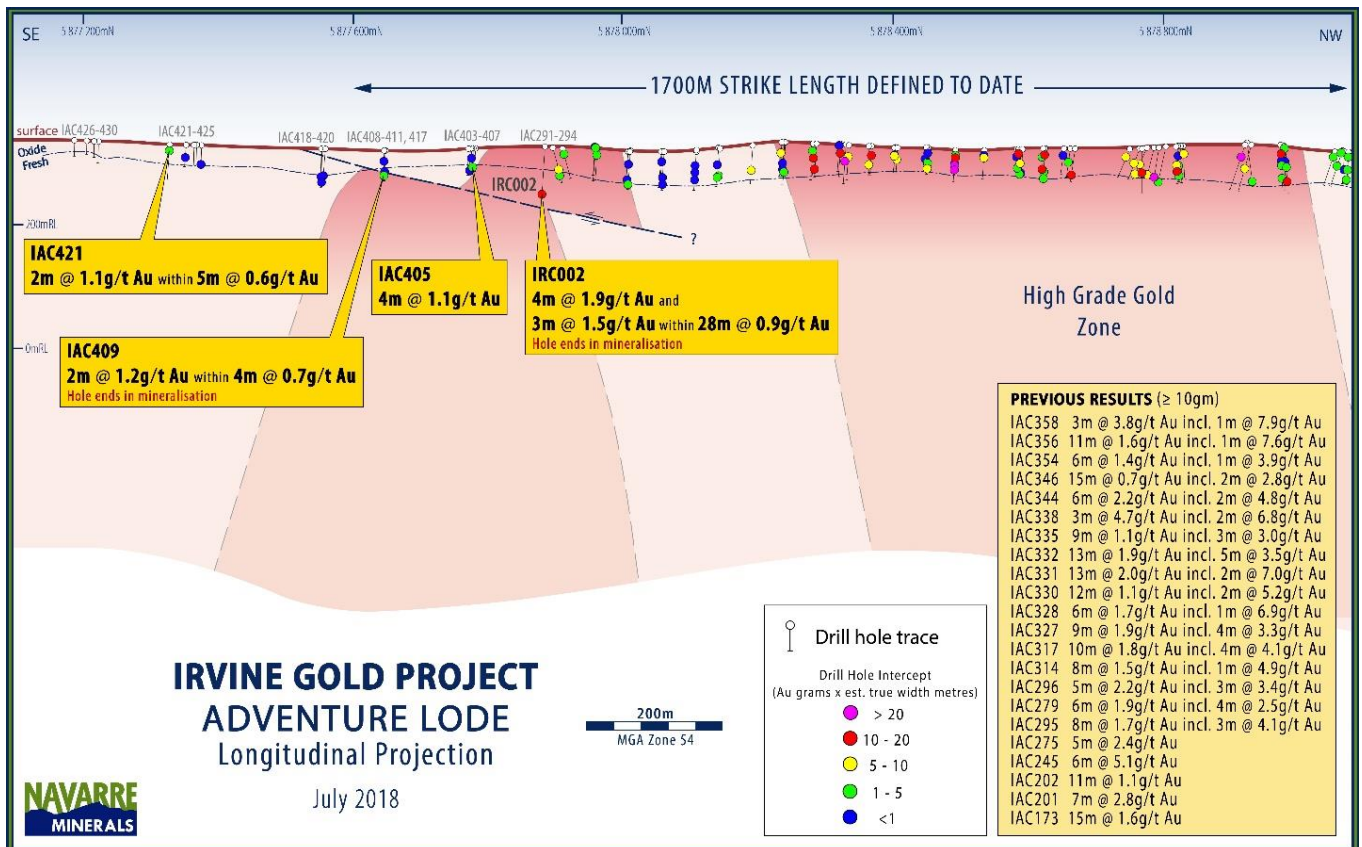 SE
5 877 200mN
5 877 600mN
5 878 000mN
5 878 400mN
5 878 800mN
NW
1700M STRIKE LENGTH DEFINED TO DATE
surface
IAC426-430
IAC421-425
IAC418-420
IAC408-411, 417
IAC403-407
IAC291-294
Oxide
Fresh
IRC002
200mRL
?
IAC421
2m @ 1.1g/t Au within 5m @ 0.6g/t Au
IAC405
4m @ 1.1g/t Au
IRC002
4m @ 1.9g/t Au and
3m @ 1.5g/t Au within 28m @ 0.9g/t Au
Hole ends in mineralisation
High Grade Gold
Zone
0mRL
IAC409
2m @ 1.2g/t Au within 4m @ 0.7g/t Au
Hole ends in mineralisation
PREVIOUS RESULTS (≥ 10gm)
IAC358 3m @ 3.8g/t Au incl. 1m @ 7.9g/t Au
IAC356 11m @ 1.6g/t Au incl. 1m @ 7.6g/t Au
IAC354 6m @ 1.4g/t Au incl. 1m @ 3.9g/t Au
IAC346 15m @ 0.7g/t Au incl. 2m @ 2.8g/t Au
IAC344 6m @ 2.2g/t Au incl. 2m @ 4.8g/t Au
IAC338 3m @ 4.7g/t Au incl. 2m @ 6.8g/t Au
IAC335 9m @ 1.1g/t Au incl. 3m @ 3.0g/t Au
IAC332 13m @ 1.9g/t Au incl. 5m @ 3.5g/t Au
IAC331 13m @ 2.0g/t Au incl. 2m @ 7.0g/t Au
IAC330 12m @ 1.1g/t Au incl. 2m @ 5.2g/t Au
IAC328 6m @ 1.7g/t Au incl. 1m @ 6.9g/t Au
IAC327 9m @ 1.9g/t Au incl. 4m @ 3.3g/t Au
IAC317 10m @ 1.8g/t Au incl. 4m @ 4.1g/t Au
IAC314 8m @ 1.5g/t Au incl. 1m @ 4.9g/t Au
IAC296 5m @ 2.2g/t Au incl. 3m @ 3.4g/t Au
IAC279 6m @ 1.9g/t Au incl. 4m @ 2.5g/t Au
IAC295 8m @ 1.7g/t Au incl. 3m @ 4.1g/t Au
IAC275 5m @ 2.4g/t Au
IAC245 6m @ 5.1g/t Au
IAC202 11m @ 1.1g/t Au
IAC201 7m @ 2.8g/t Au
IAC173 15m @ 1.6g/t Au
Drill hole trace
Drill Hole Intercept
(Au grams x est. true width metres)
> 20
10 - 20
5 - 10
1 - 5
<1
IRVINE GOLD PROJECT
ADVENTURE LODE
Longitudinal Projection
July 2018
200m
MGA Zone 54
NAVARRE
MINERALS